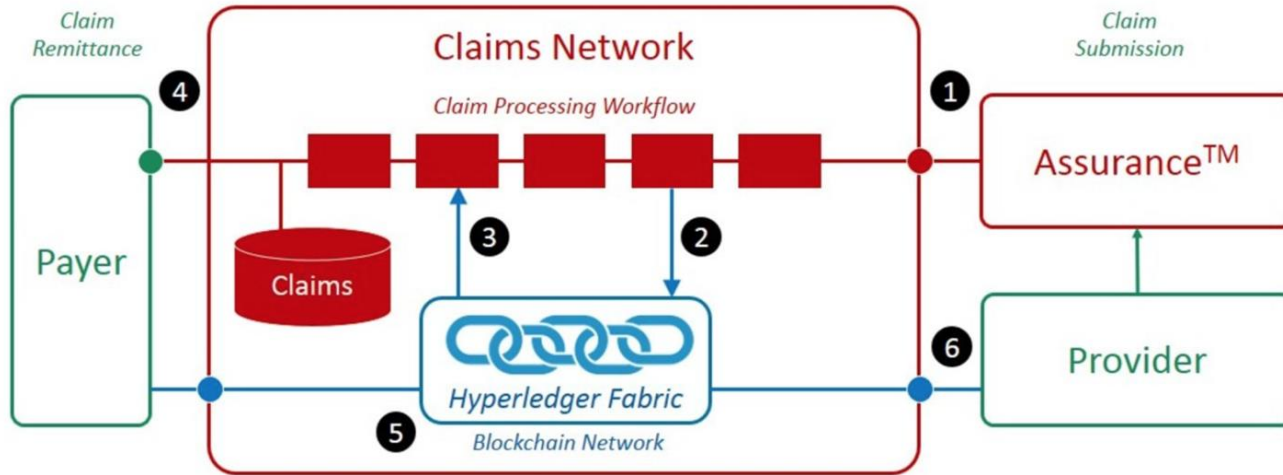 Claim
Remittance
Claims Network
Claim
Submission
4
Claim Processing Workflow
1
Assurance™
3
2
Payer
Claims
6
Provider
Hyperledger Fabric
5
Blockchain Network